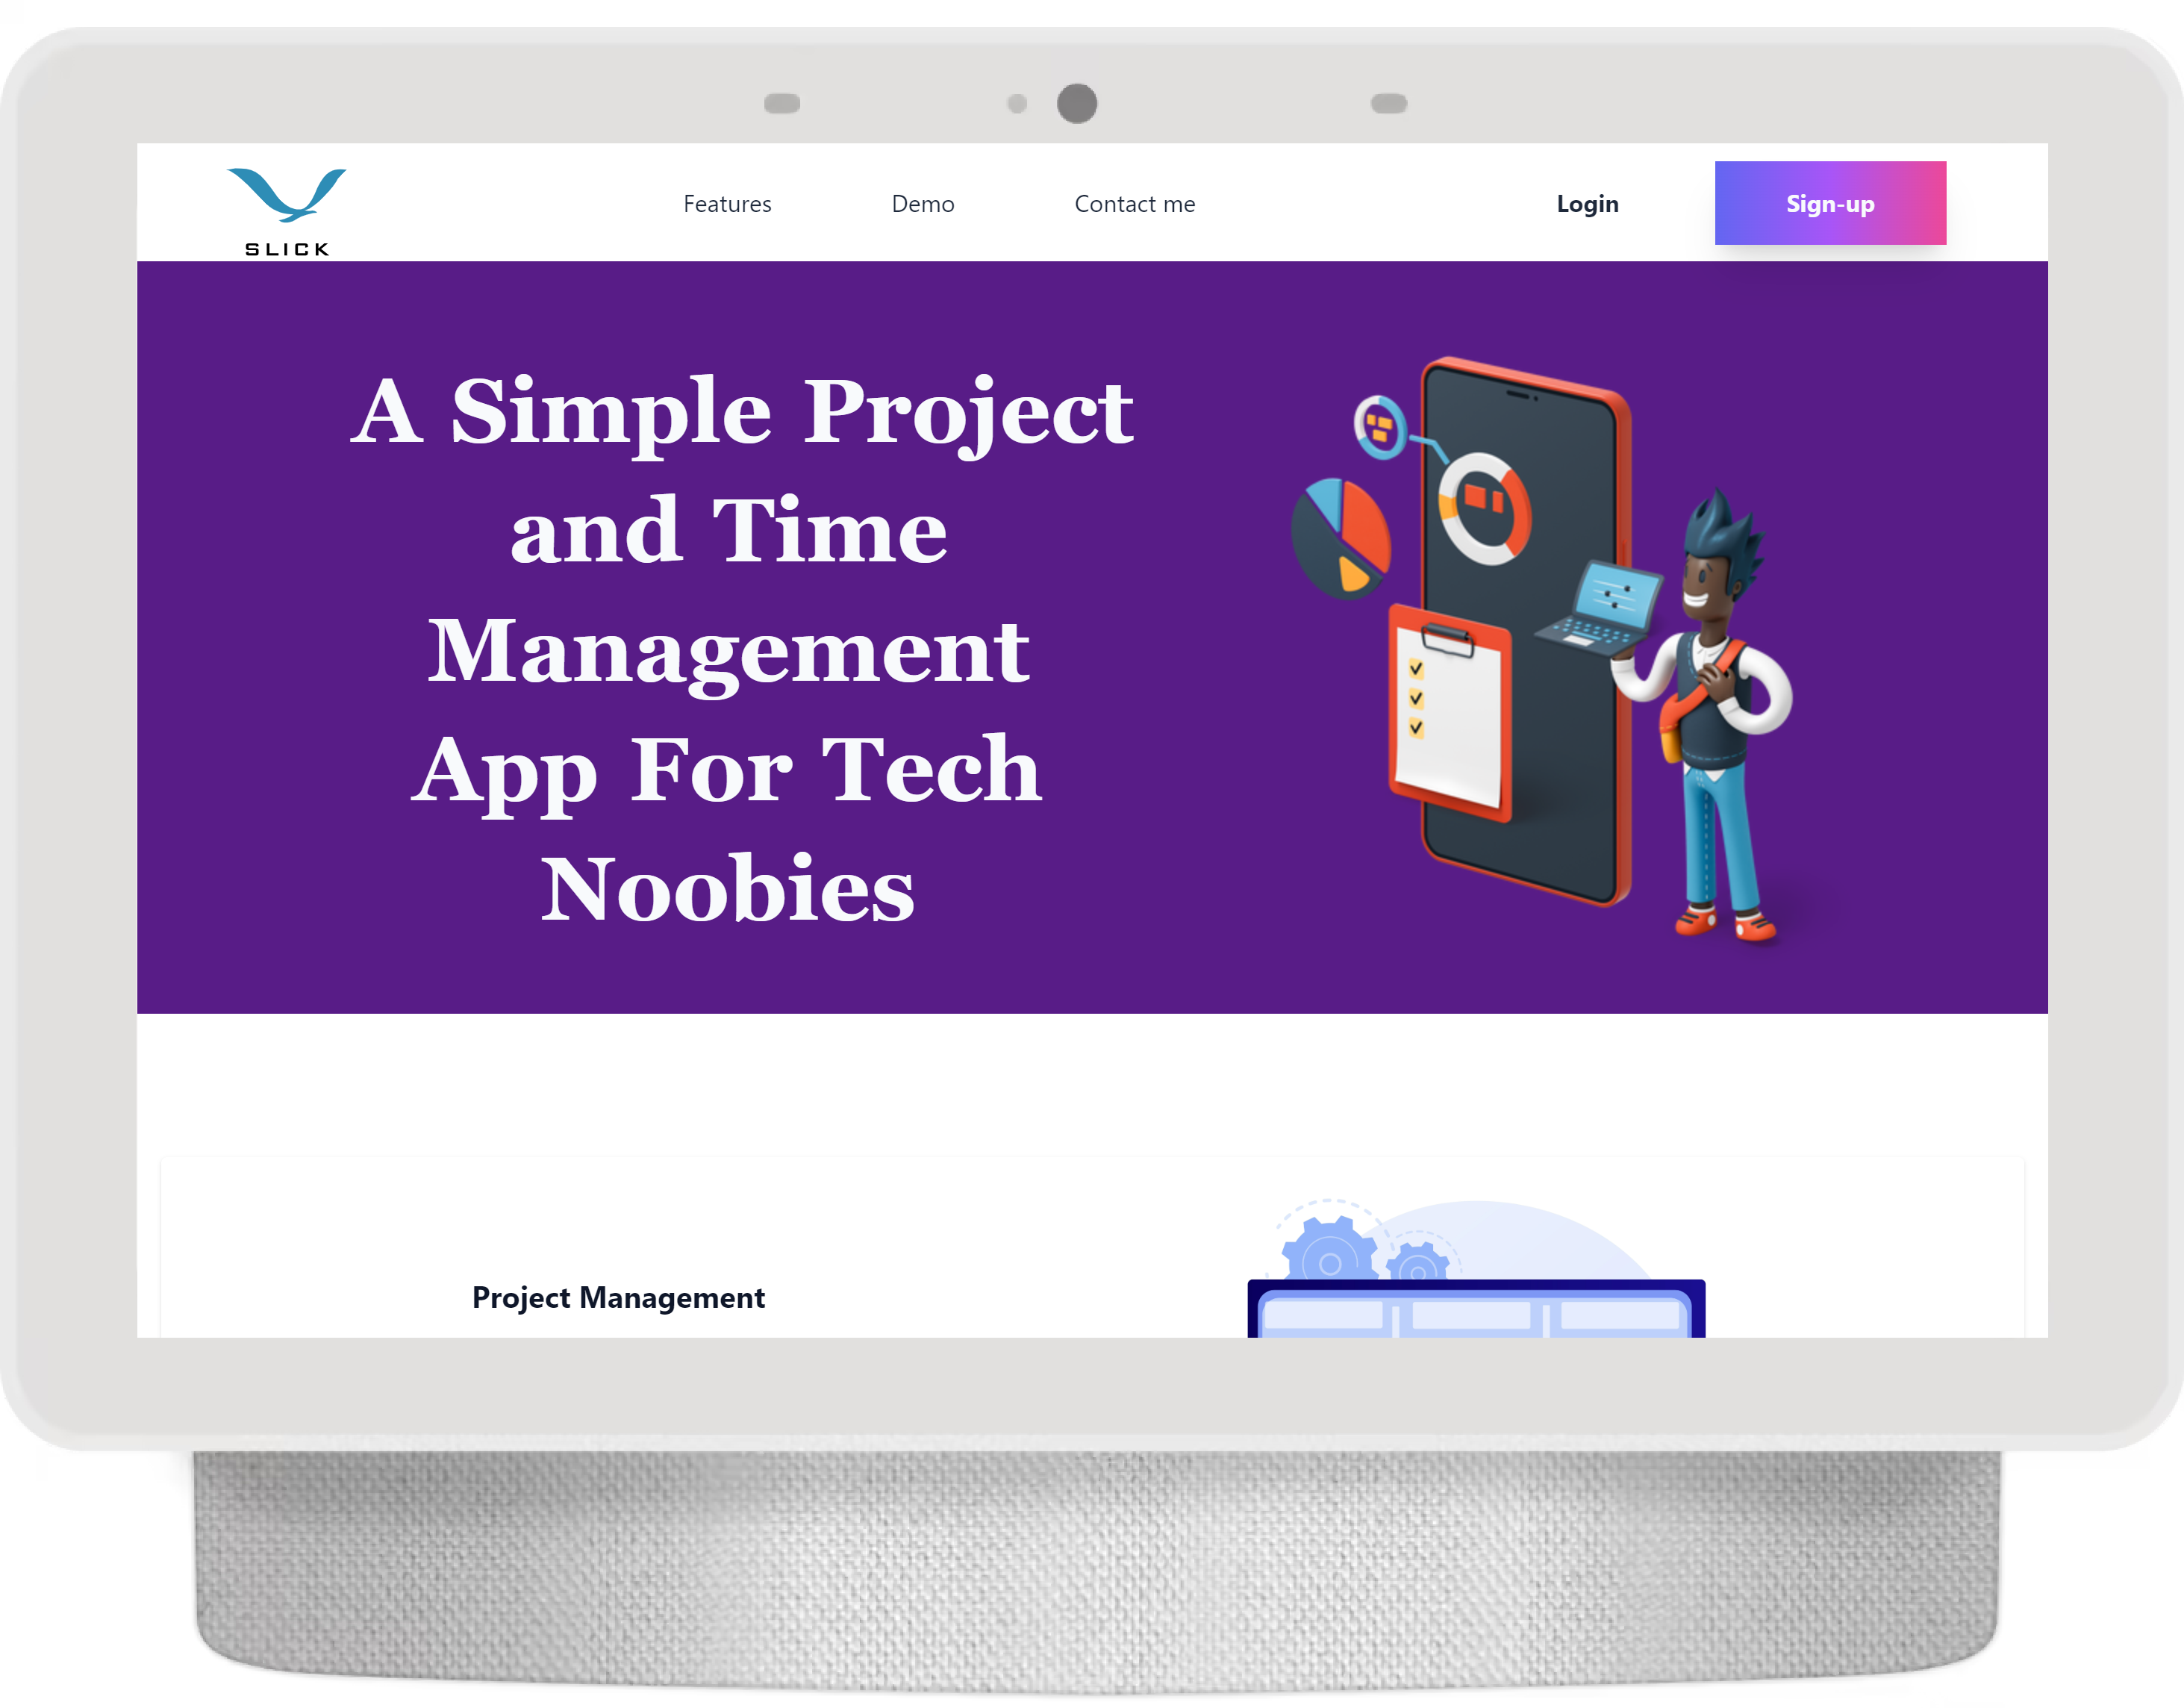 SLICK
Features
Demo
Contact me
Login
Sign-up
A Simple Project
and Time
Management
App For Tech
Noobies
Project Management